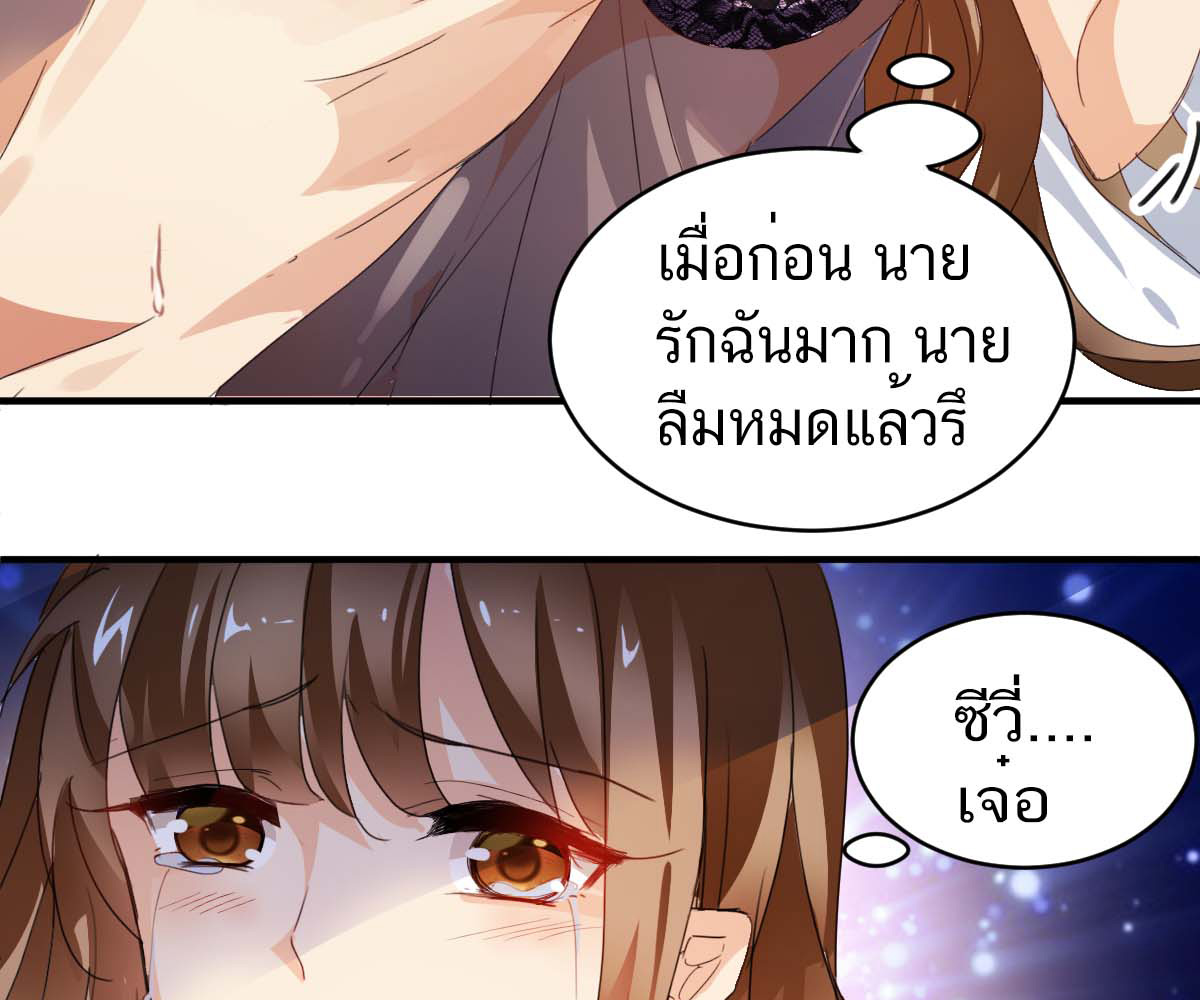 เมื่อก่อน นาย
รักฉันมาก นาย
ลืมหมดแล้วรึ
ซีวี่....
เจ๋อ